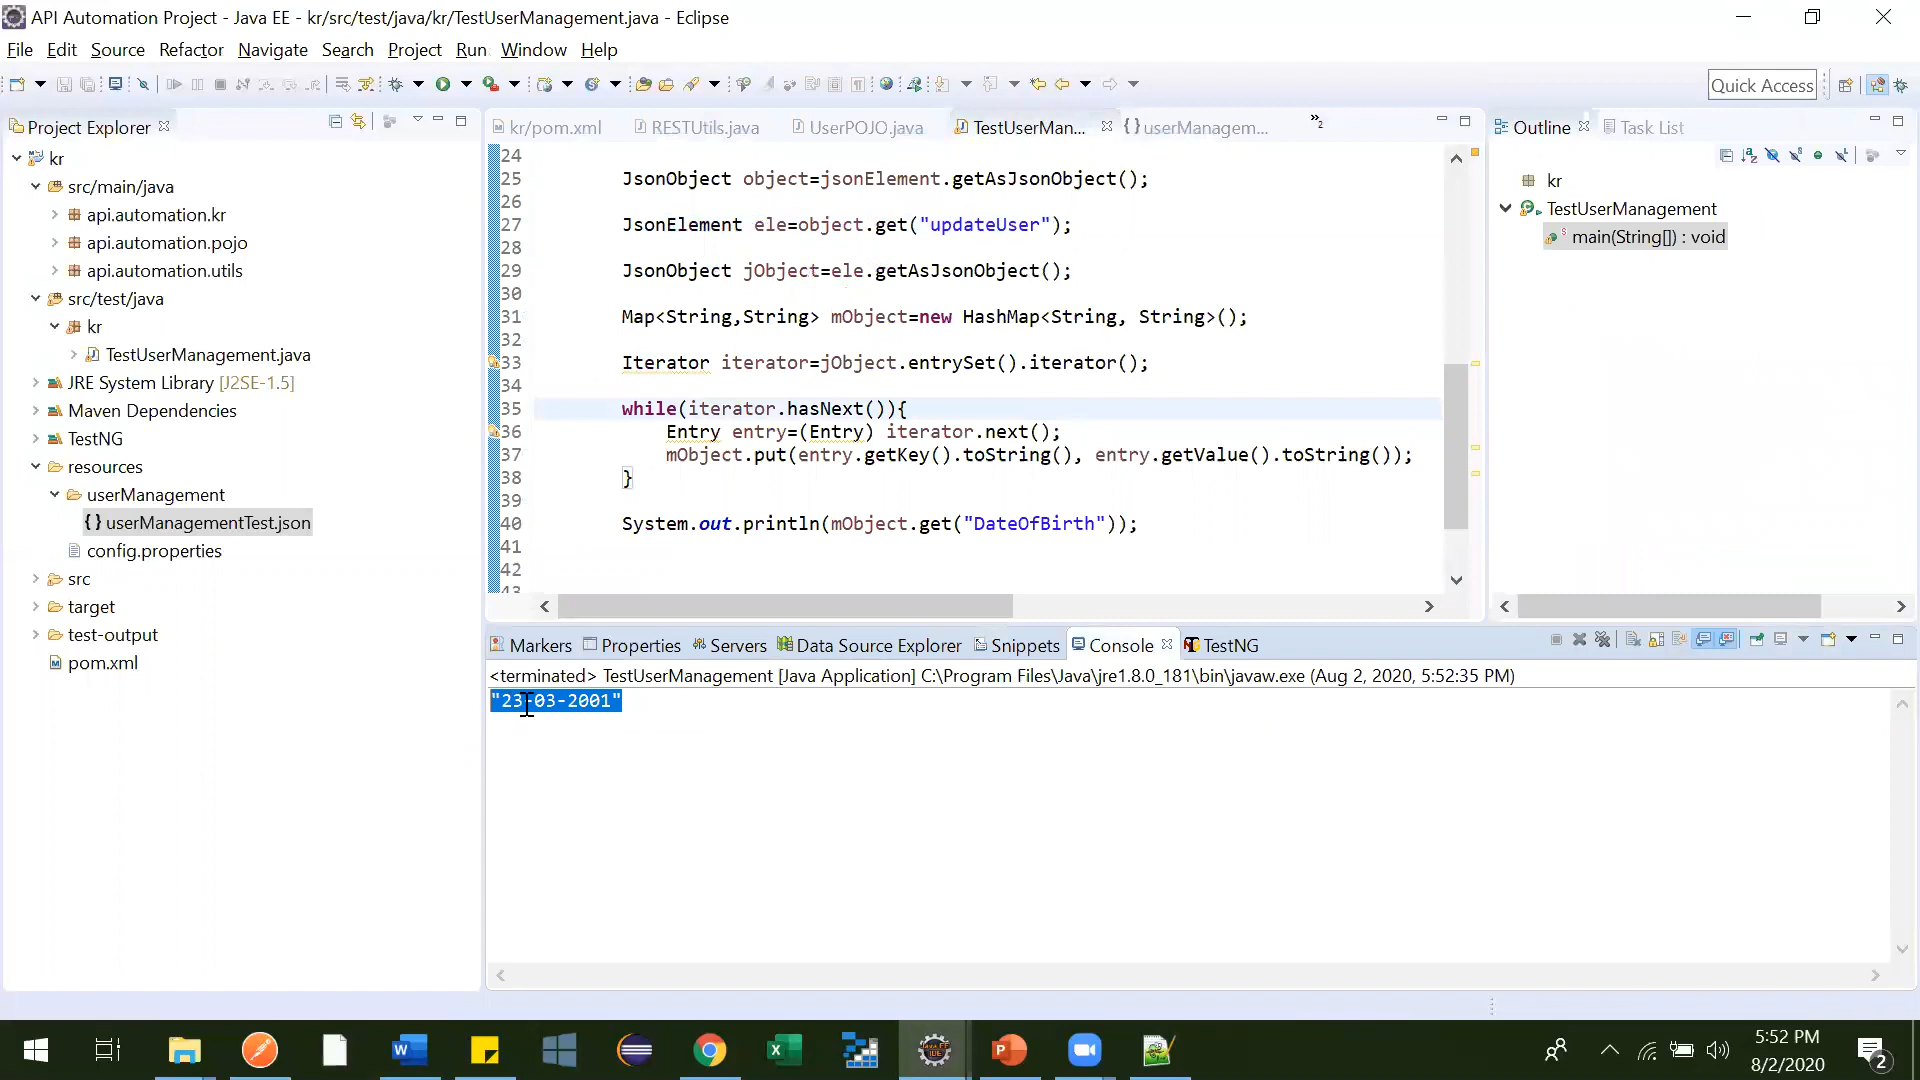 API Automation Project - Java EE - kr/src/test/java/kr/TestUserManagement.java - Eclipse
File Edit Source Refactor Navigate Search Project Run Window Help
Quick Access
Project Explorer
kr
src/main/java
api.automation.kr
api.automation.pojo
api.automation.utils
src/test/java
kr
TestUserManagement.java
JRE System Library [J2SE-1.5]
Maven Dependencies
TestNG
resources
userManagement
userManagementTest.json
config.properties
src
target
test-output
pom.xml
kr/pom.xml RESTUtils.java UserPOJO.java TestUserMan... userManagem... »2
24
25 JsonObject object=jsonElement.getAsJsonObject();
26
27 JsonElement ele=object.get("updateUser");
28
29 JsonObject jObject=ele.getAsJsonObject();
30
31 Map<String,String> mObject=new HashMap<String, String>();
32
33 Iterator iterator=jObject.entrySet().iterator();
34
35 while(iterator.hasNext()){
36 Entry entry=(Entry) iterator.next();
37 mObject.put(entry.getKey().toString(), entry.getValue().toString());
38 }
39
40 System.out.println(mObject.get("DateOfBirth"));
41
42
43
Outline Task List
kr
TestUserManagement
main(String[]) : void
Markers Properties Servers Data Source Explorer Snippets Console TestNG
<terminated> TestUserManagement [Java Application] C:\Program Files\Java\jre1.8.0_181\bin\javaw.exe (Aug 2, 2020, 5:52:35 PM)
"23-03-2001"
5:52 PM
8/2/2020
2